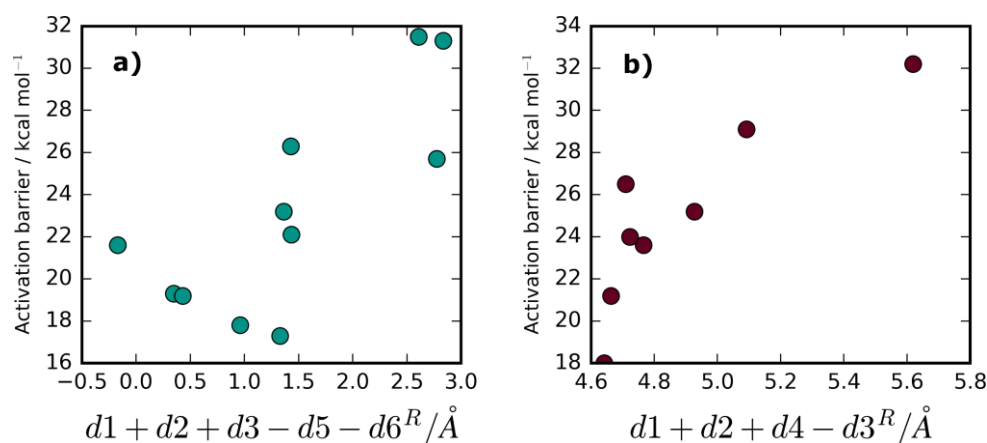 a)
Activation barrier / kcal mol⁻¹
32
30
28
26
24
22
20
18
16
−0.5 0.0 0.5 1.0 1.5 2.0 2.5 3.0
d1 + d2 + d3 − d5 − d6ᴿ/Å
b)
Activation barrier / kcal mol⁻¹
34
32
30
28
26
24
22
20
18
4.6 4.8 5.0 5.2 5.4 5.6 5.8
d1 + d2 + d4 − d3ᴿ/Å